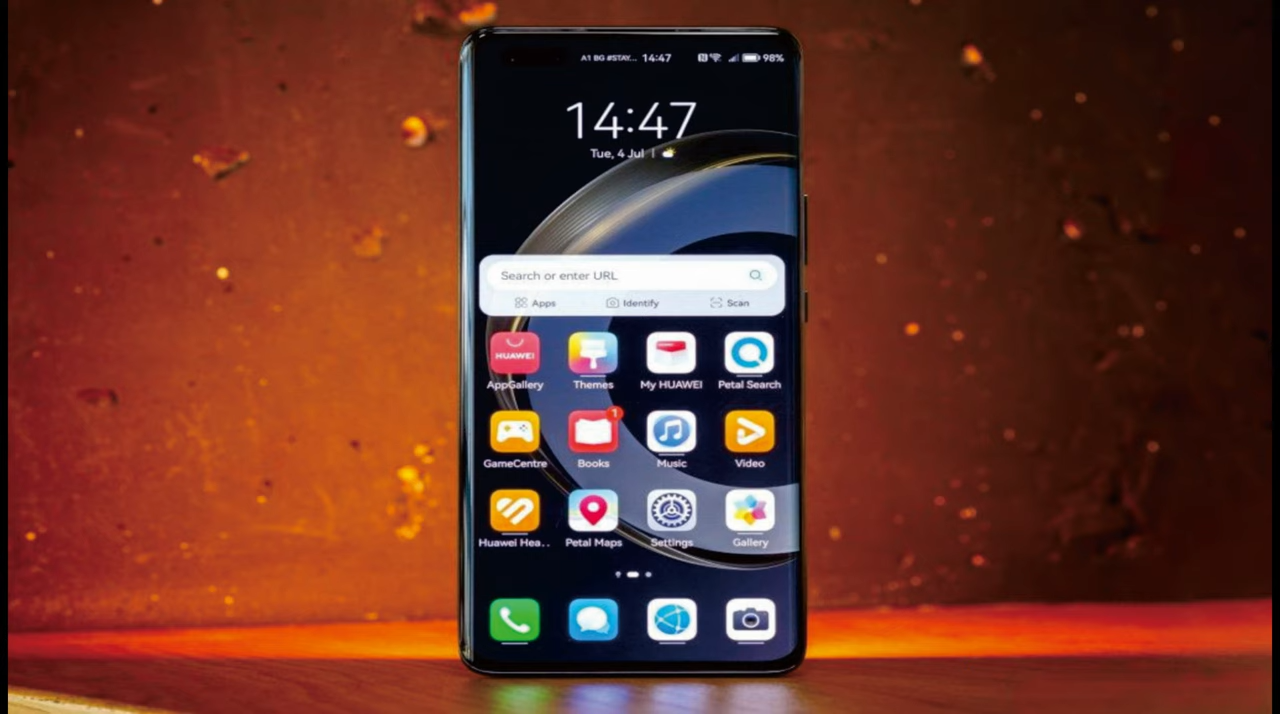 A1 BG #STAY... 14:47 98%
14:47
Tue, 4 Jul
Search or enter URL
Apps Identify Scan
HUAWEI
AppGallery Themes My HUAWEI Petal Search
1
GameCentre Books Music Video
Huawei Hea.. Petal Maps Settings Gallery